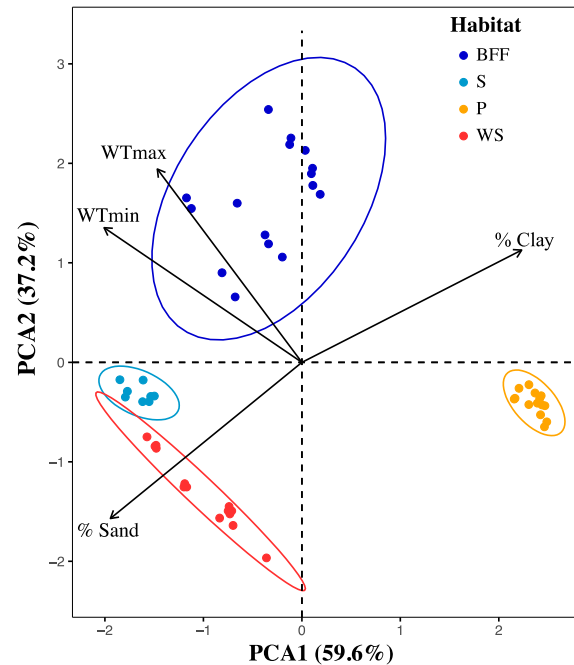 Habitat
BFF
S
P
WS
3
2
1
0
−1
−2
WTmax
WTmin
% Clay
% Sand
PCA2 (37.2%)
−2
−1
0
1
2
PCA1 (59.6%)